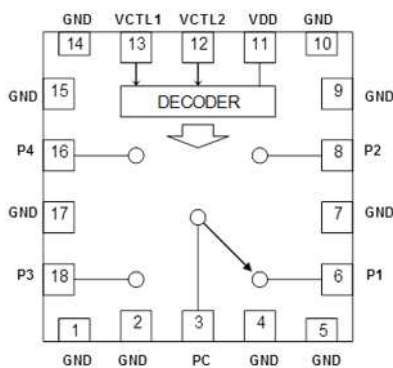 GND VCTL1 VCTL2 VDD GND
14 13 12 11 10
GND 15 9 GND
DECODER
P4 16 8 P2
GND 17 7 GND
P3 18 6 P1
1 2 3 4 5
GND GND PC GND GND